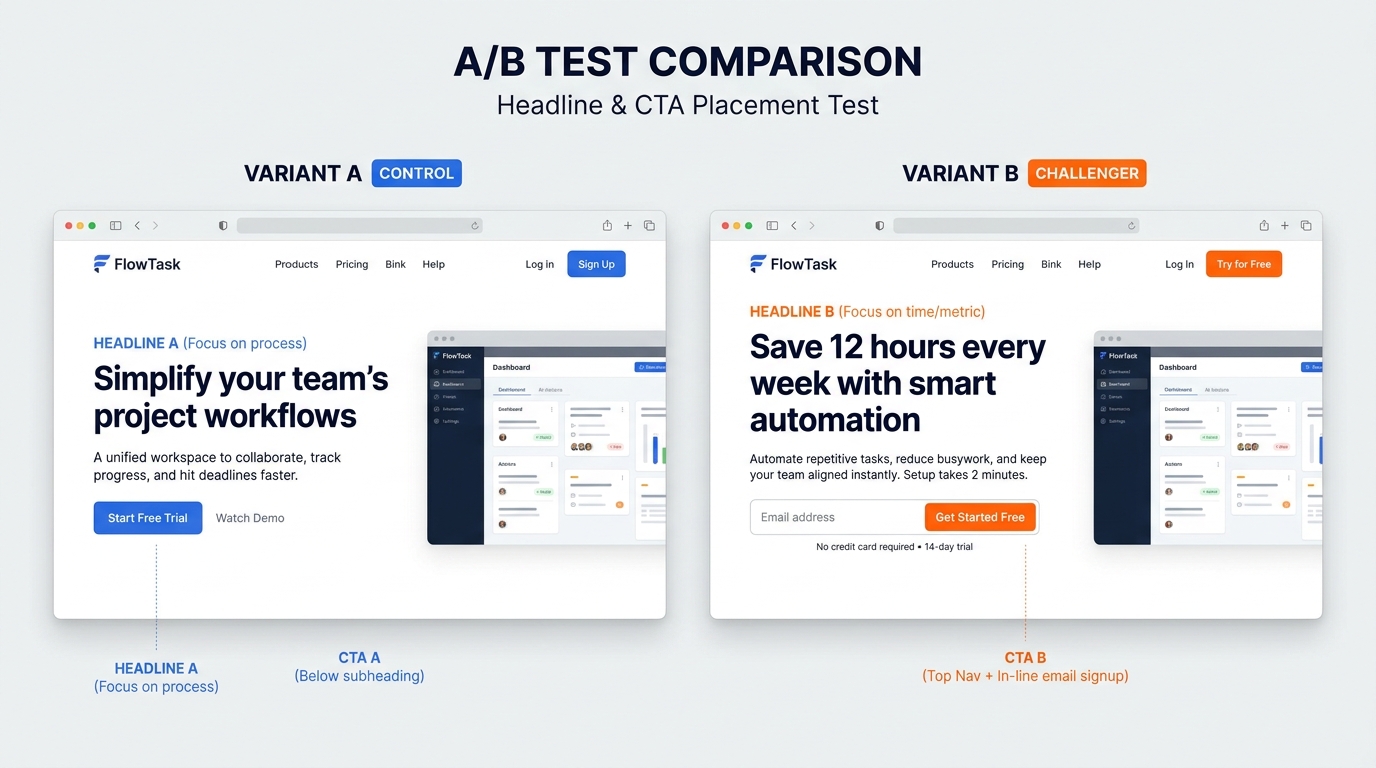 A/B TEST COMPARISON
Headline & CTA Placement Test
VARIANT A CONTROL
FlowTask
Products Pricing Bink Help
Log in Sign Up
HEADLINE A (Focus on process)
Simplify your team’s
project workflows
A unified workspace to collaborate, track
progress, and hit deadlines faster.
Start Free Trial Watch Demo
FlowTock
Dashboard
Dashboard
HEADLINE A
(Focus on process)
CTA A
(Below subheading)
VARIANT B CHALLENGER
FlowTask
Products Pricing Bink Help
Log In Try for Free
HEADLINE B (Focus on time/metric)
Save 12 hours every
week with smart
automation
Automate repetitive tasks, reduce busywork, and keep
your team aligned instantly. Setup takes 2 minutes.
Email address Get Started Free
No credit card required • 14-day trial
Dashboard
CTA B
(Top Nav + In-line email signup)